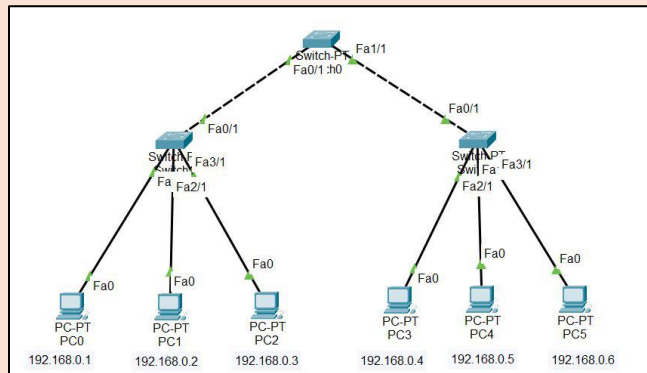 Switch-PT
Fa1/1
Fa0/1
Fa0/1
Fa0/1
Fa3/1
Fa2/1
Fa3/1
Fa2/1
Fa0
Fa0
Fa0
Fa0
Fa0
Fa0
PC-PT
PC0
PC-PT
PC1
PC-PT
PC2
PC-PT
PC3
PC-PT
PC4
PC-PT
PC5
192.168.0.1
192.168.0.2
192.168.0.3
192.168.0.4
192.168.0.5
192.168.0.6